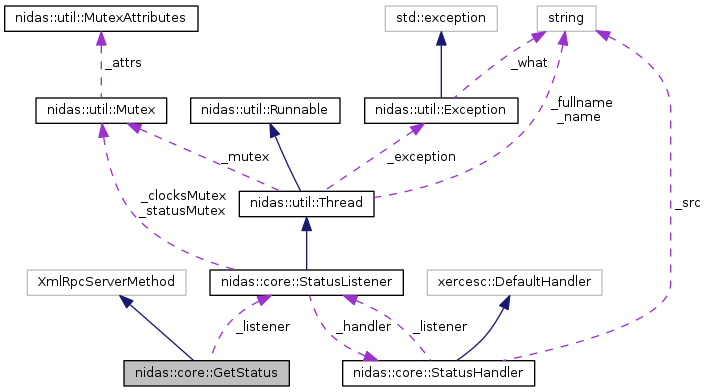 nidas::util::MutexAttributes
std::exception
string
_attrs
_what
nidas::util::Mutex
nidas::util::Runnable
nidas::util::Exception
_fullname
_name
_mutex
_exception
_clocksMutex
_statusMutex
nidas::util::Thread
_src
XmlRpcServerMethod
nidas::core::StatusListener
xercesc::DefaultHandler
_listener
_handler
_listener
nidas::core::GetStatus
nidas::core::StatusHandler